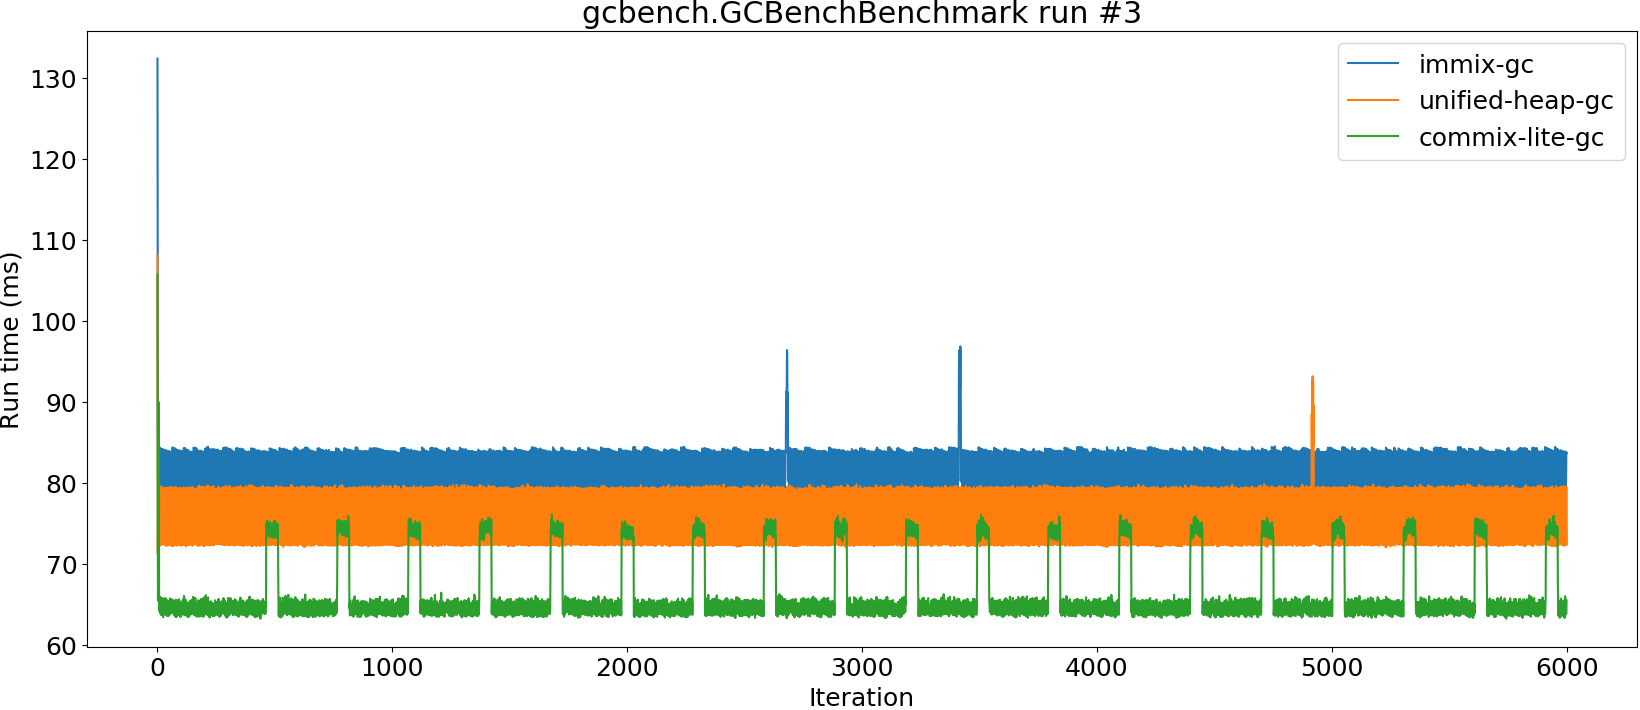 gcbench.GCBenchBenchmark run #3
immix-gc
unified-heap-gc
commix-lite-gc
Run time (ms)
130
120
110
100
90
80
70
60
0 1000 2000 3000 4000 5000 6000
Iteration